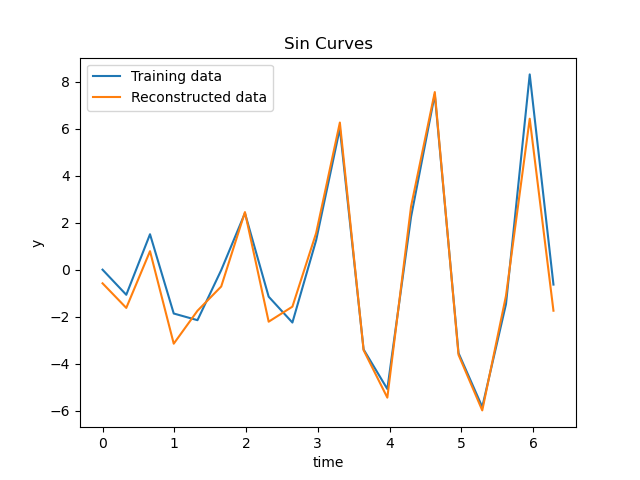 Sin Curves
Training data
Reconstructed data
8
6
4
2
0
−2
−4
−6
y
0 1 2 3 4 5 6
time